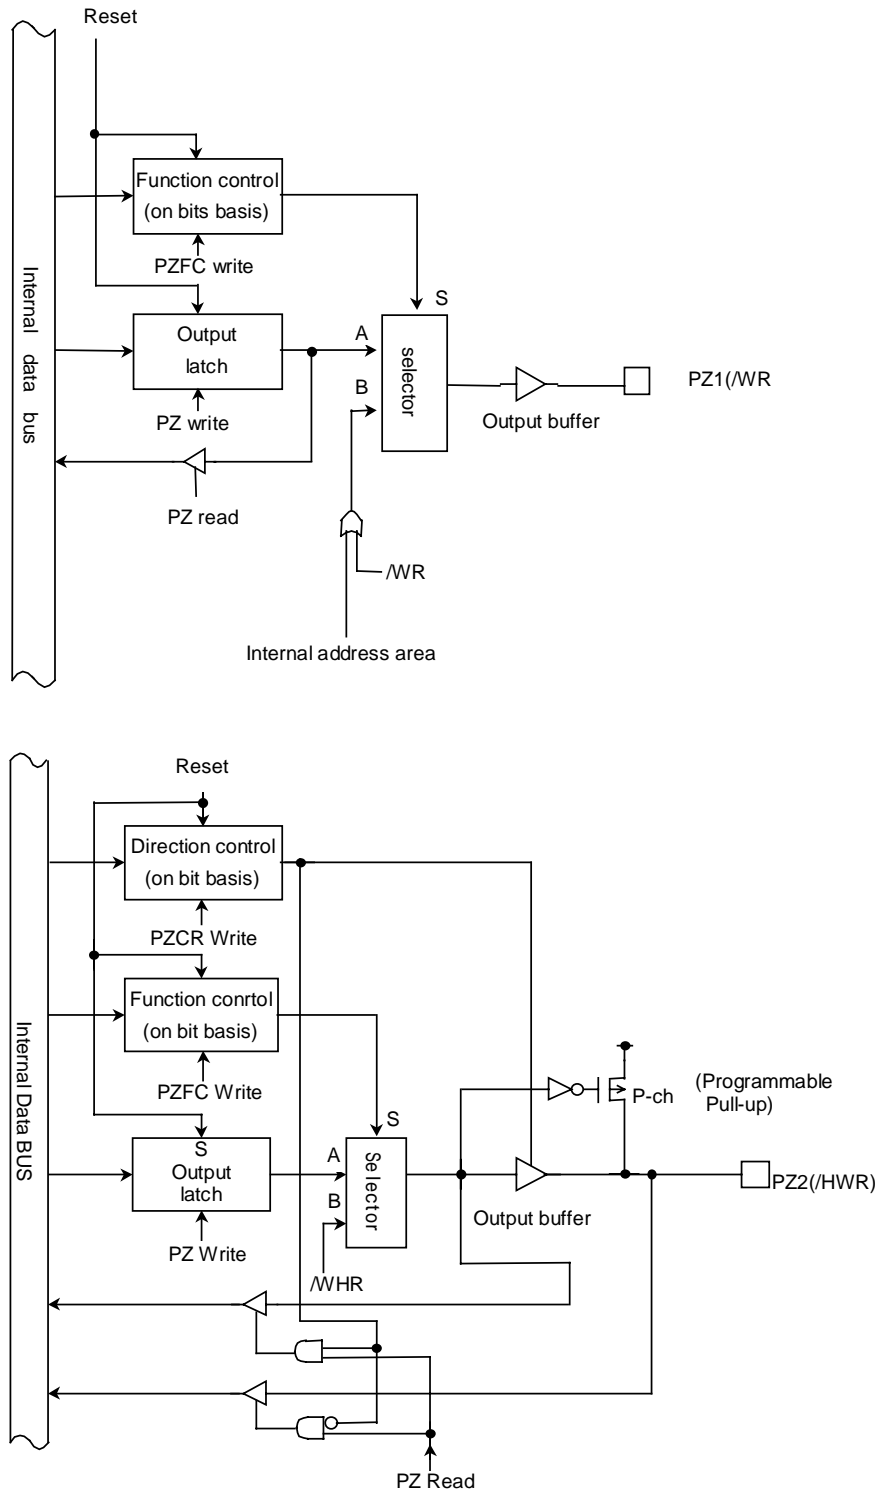 Reset
Function control
(on bits basis)
PZFC write
Internal data bus
S
Output
latch
A
B
selector
PZ1(/WR
Output buffer
PZ write
PZ read
/WR
Internal address area
Reset
Direction control
(on bit basis)
PZCR Write
Function conrtol
(on bit basis)
PZFC Write
Internal Data BUS
P-ch
(Programmable
Pull-up)
S
S
Output
latch
A
B
Selector
PZ2(/HWR)
Output buffer
PZ Write
/WHR
PZ Read